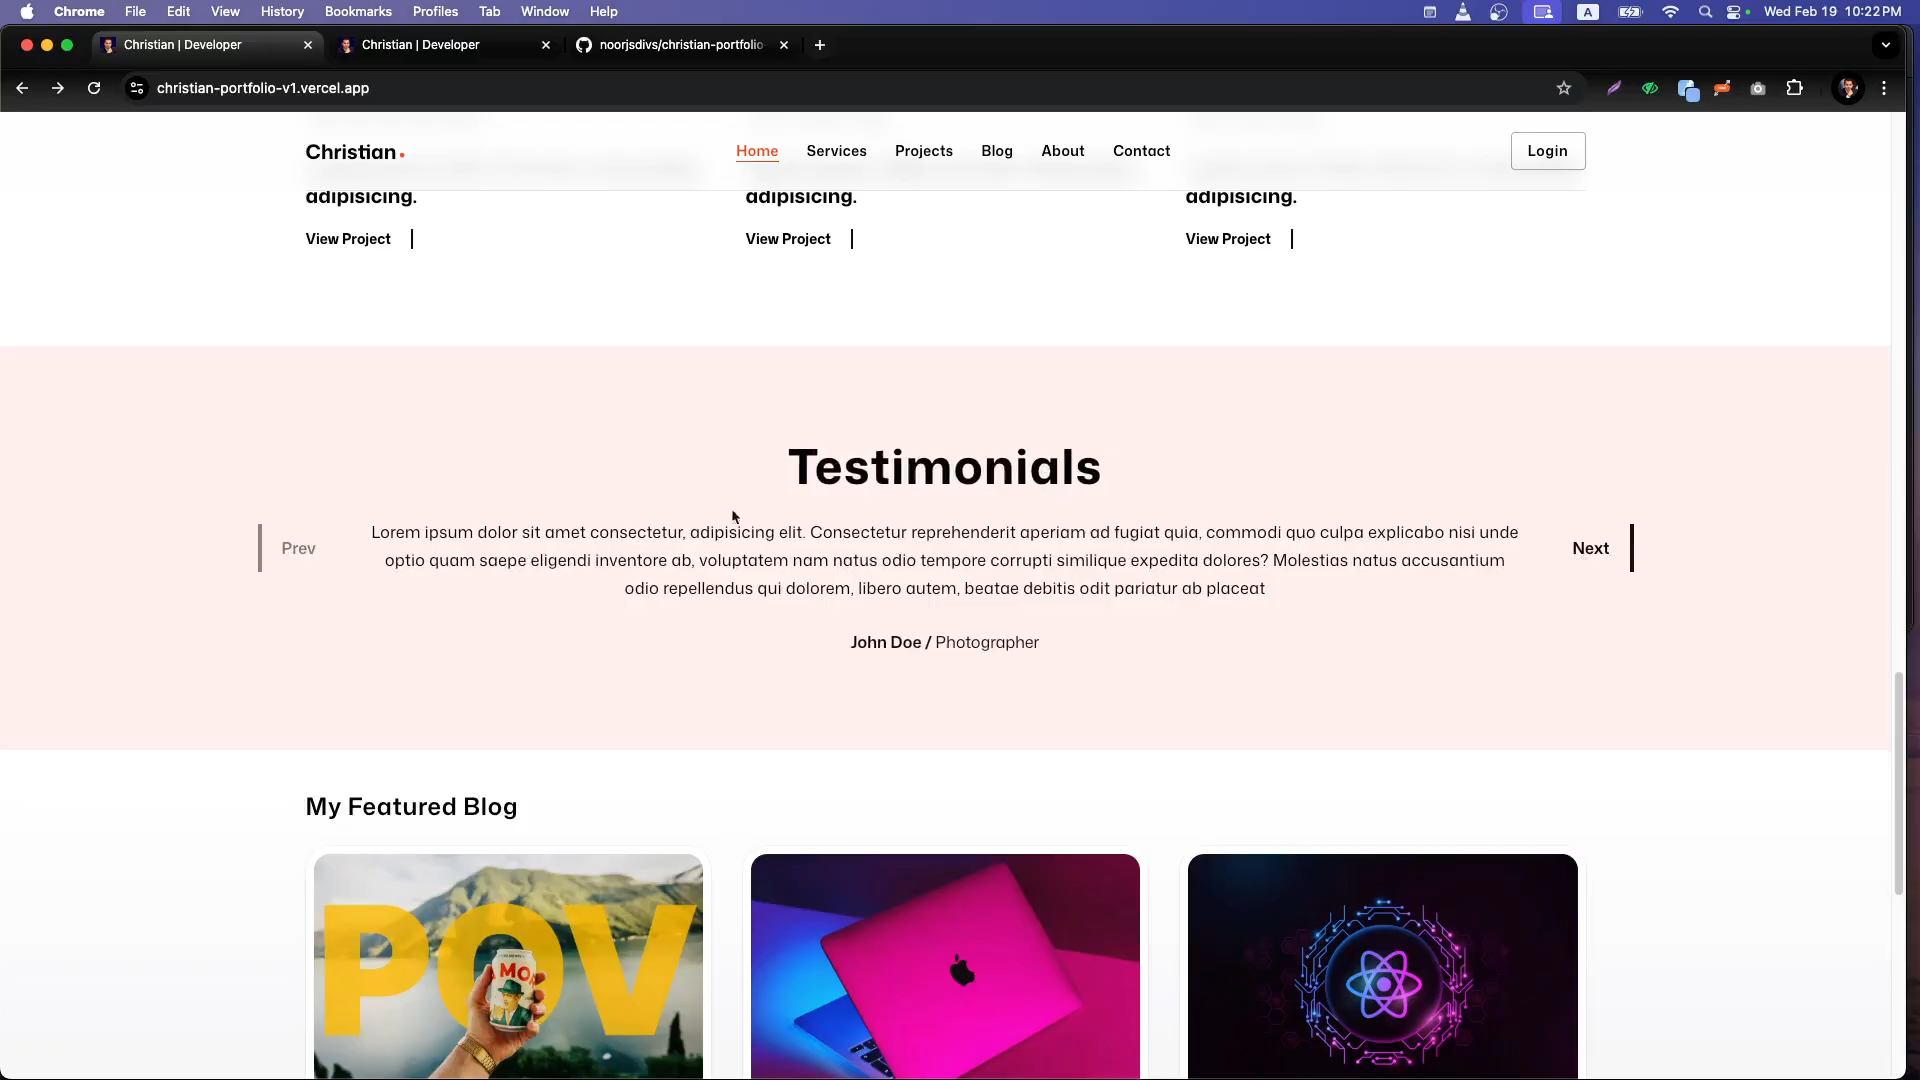 Chrome File Edit View History Bookmarks Profiles Tab Window Help A Wed Feb 19 10:22 PM
Christian | Developer Christian | Developer noorjsdivs/christian-portfolio
christian-portfolio-v1.vercel.app
Christian. Home Services Projects Blog About Contact Login
adipisicing. adipisicing. adipisicing.
View Project View Project View Project
Testimonials
Lorem ipsum dolor sit amet consectetur, adipisicing elit. Consectetur reprehenderit aperiam ad fugiat quia, commodi quo culpa explicabo nisi unde
Prev Next
optio quam saepe eligendi inventore ab, voluptatem nam natus odio tempore corrupti similique expedita dolores? Molestias natus accusantium
odio repellendus qui dolorem, libero autem, beatae debitis odit pariatur ab placeat
John Doe / Photographer
My Featured Blog
POV
MO